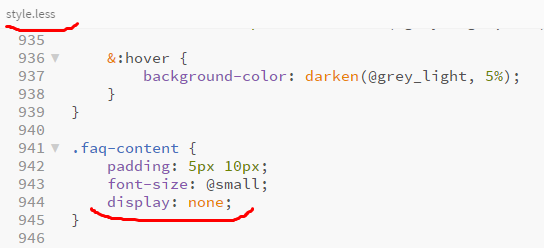 style.less
935
936 &:hover {
937 background-color: darken(@grey_light, 5%);
938 }
939 }
940
941 .faq-content {
942 padding: 5px 10px;
943 font-size: @small;
944 display: none;
945 }
946